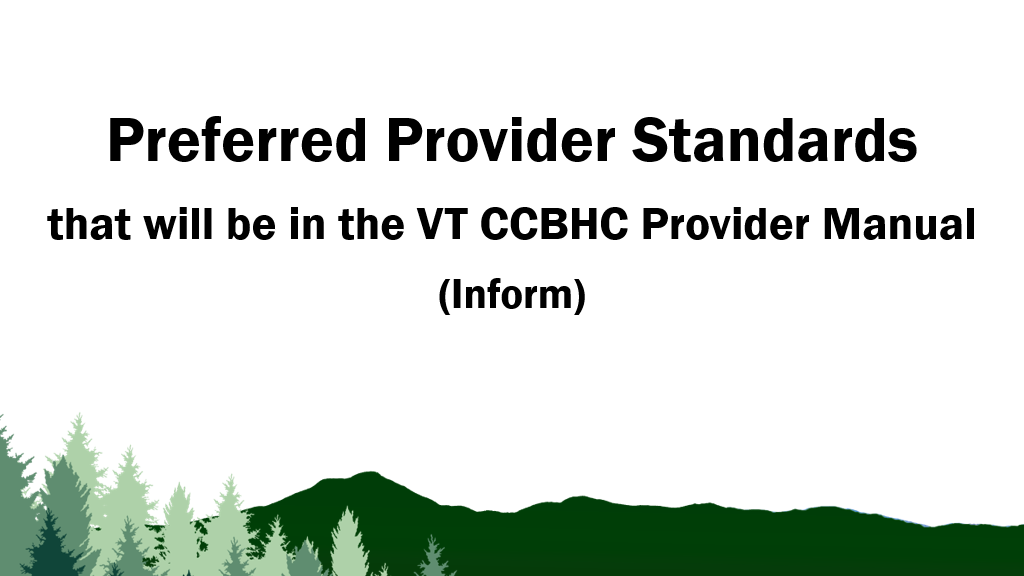 Preferred Provider Standards
that will be in the VT CCBHC Provider Manual
(Inform)